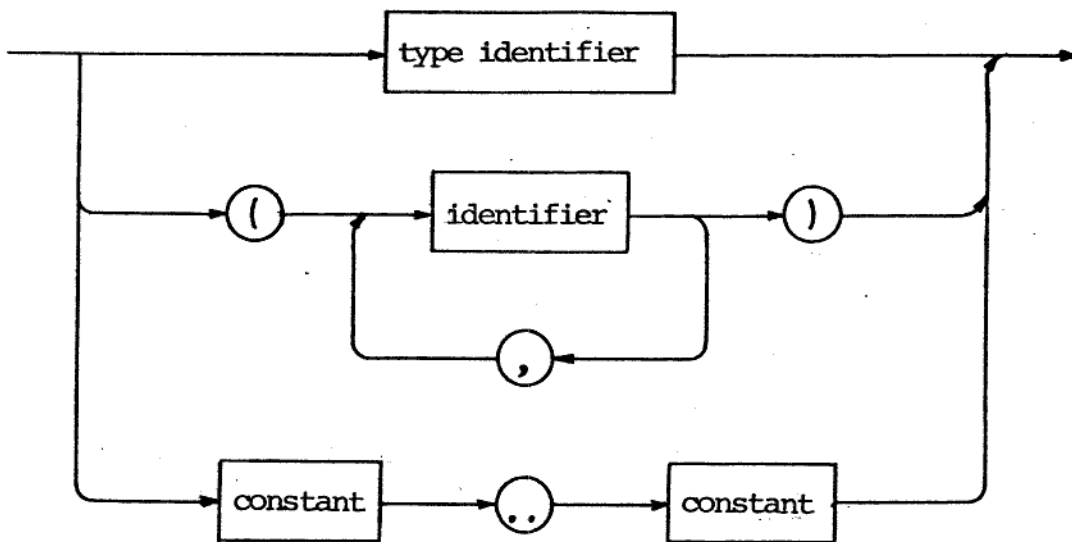 type identifier
( identifier )
,
constant .. constant